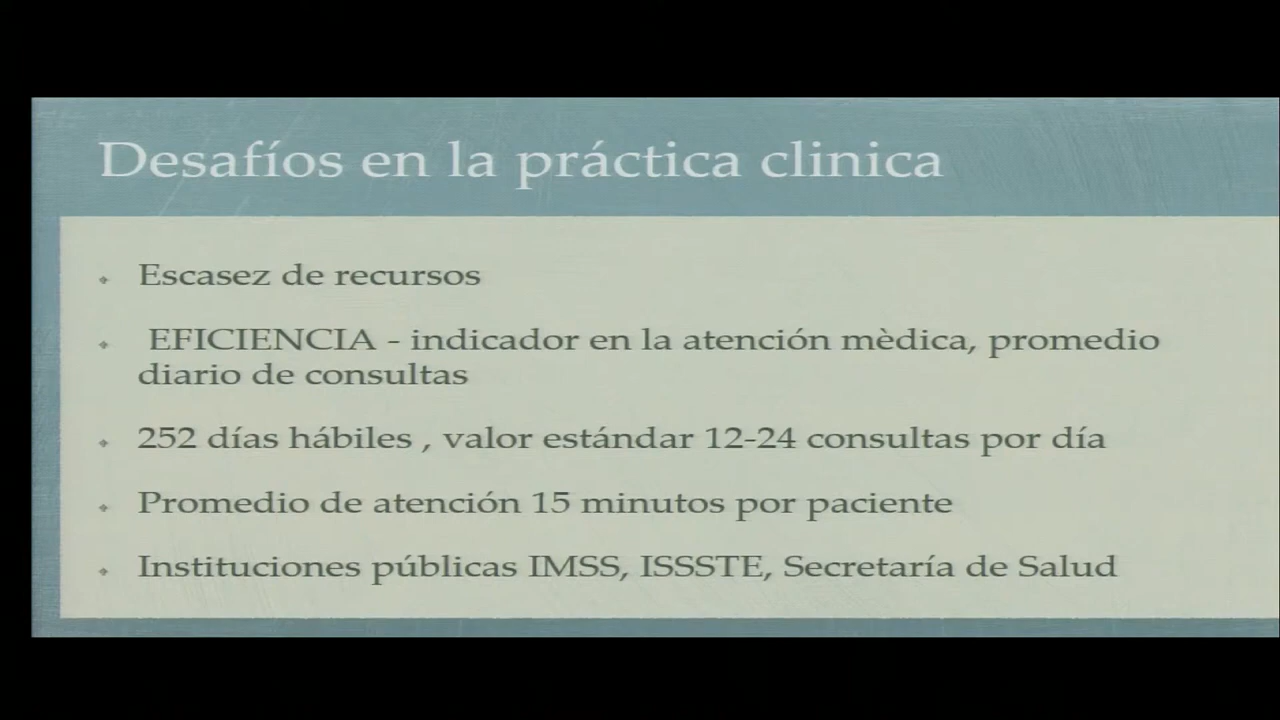 Desafíos en la práctica clinica
Escasez de recursos
EFICIENCIA - indicador en la atención mèdica, promedio
diario de consultas
252 días hábiles , valor estándar 12-24 consultas por día
Promedio de atención 15 minutos por paciente
Instituciones públicas IMSS, ISSSTE, Secretaría de Salud